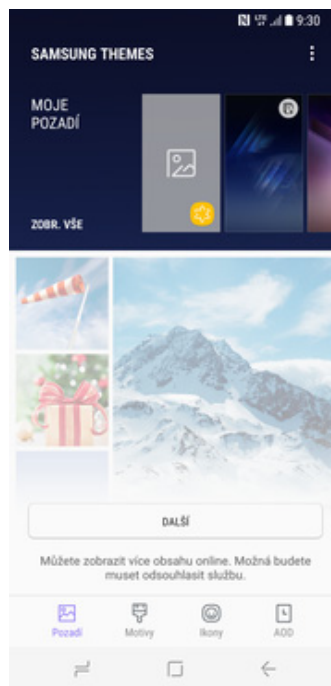 9:30
SAMSUNG THEMES
MOJE
POZADÍ
ZOBR. VŠE
DALŠÍ
Můžete zobrazit více obsahu online. Možná budete
muset odsouhlasit službu.
Pozadí Motivy Ikony AOD